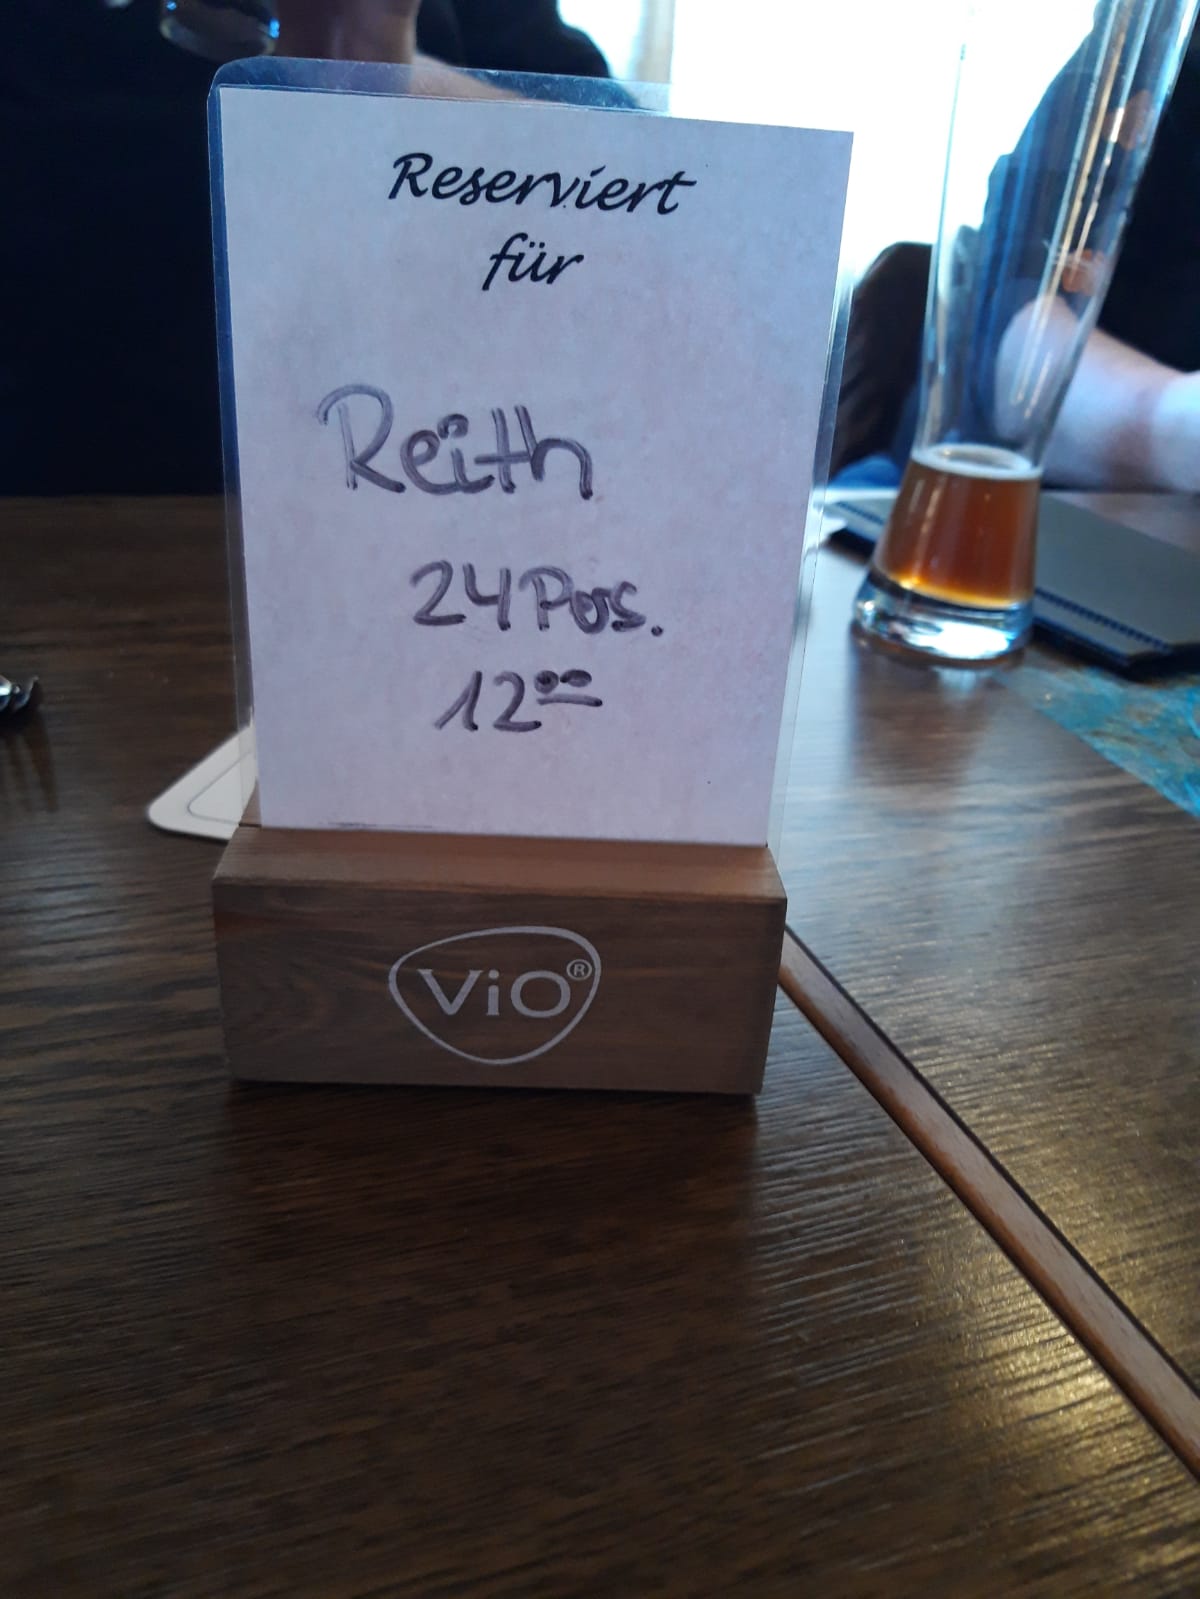 Reserviert
für
Reith
24 Pers.
12⁰⁰
ViO®